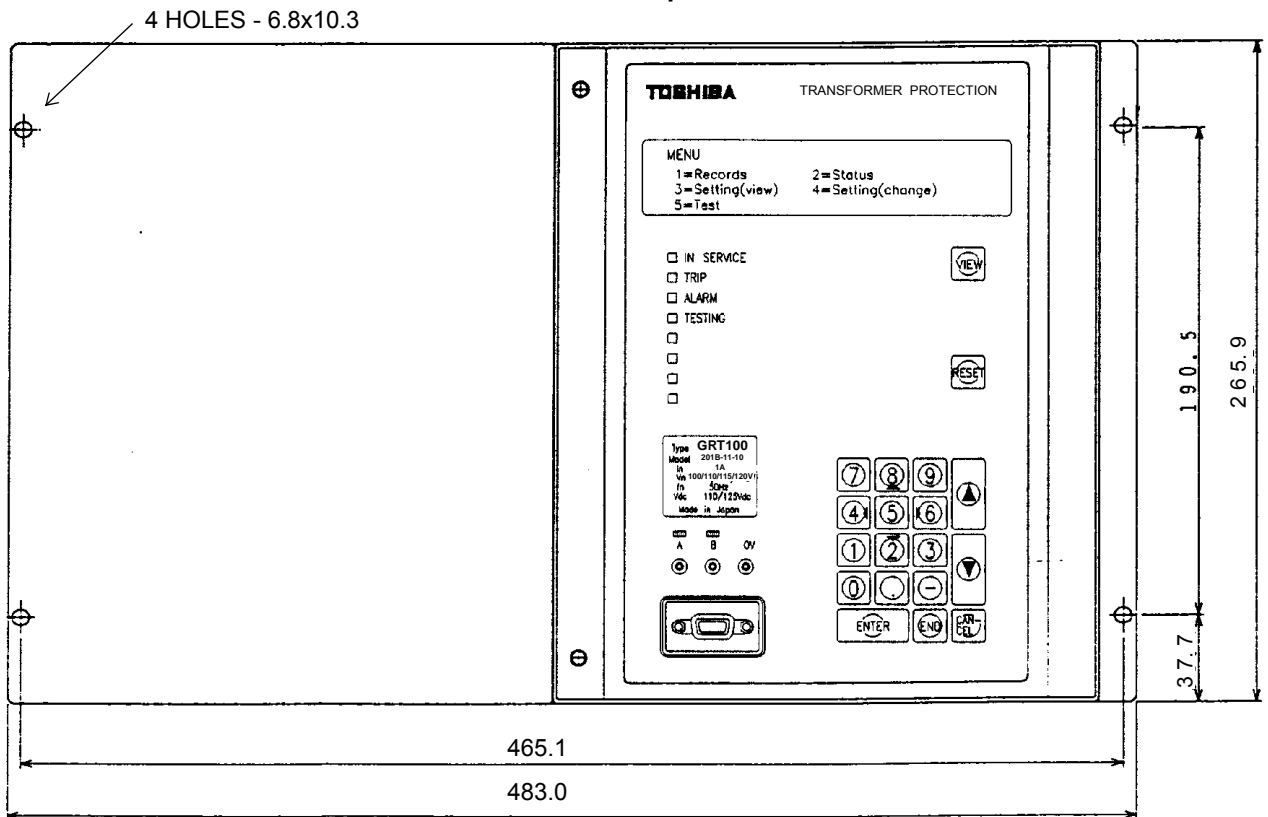 4 HOLES - 6.8x10.3
TOSHIBA
TRANSFORMER PROTECTION
MENU
1=Records 2=Status
3=Setting(view) 4=Setting(change)
5=Test
IN SERVICE
TRIP
ALARM
TESTING
VIEW
RESET
Type GRT100
Model 201B-11-10
In 1A
Vn 100/110/115/120V
fn 50Hz
Vdc 110/125Vdc
Made in Japan
A B 0V
7 8 9
4 5 6
1 2 3
0 . -
ENTER END CAN-
CEL
190.5
265.9
37.7
465.1
483.0